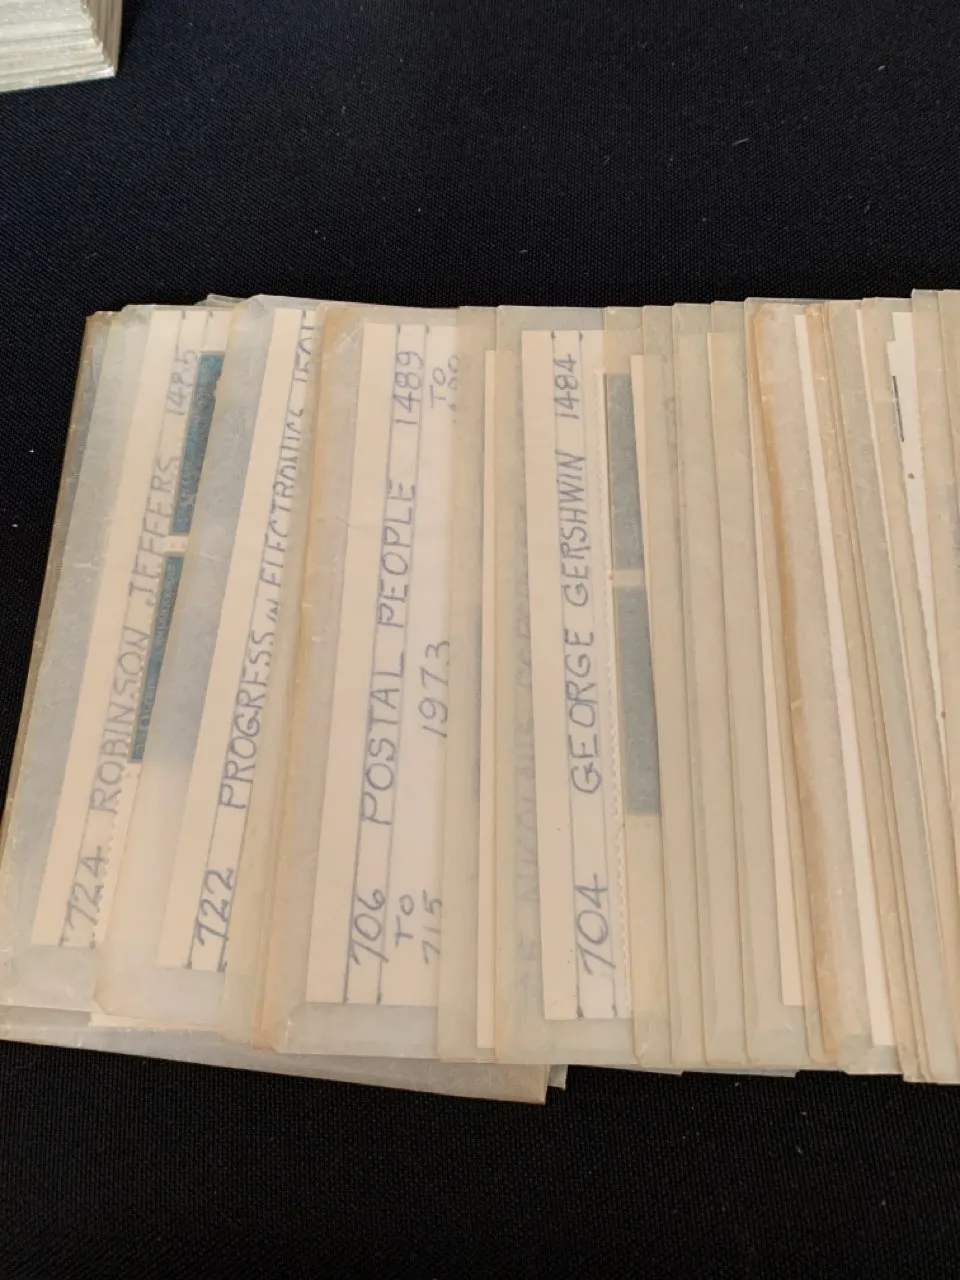 724 ROBINSON JEFFERS 1485
722 PROGRESS IN ELECTRONIC
706 POSTAL PEOPLE 1489
TO 1973 TO
715
704 GEORGE GERSHWIN 1484